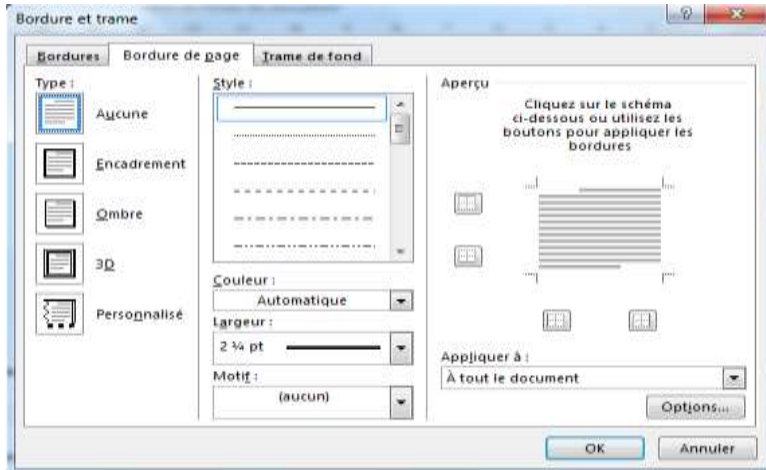 Bordure et trame
Bordures Bordure de page Trame de fond
Type :
Aucune
Encadrement
Ombre
3D
Personnalisé
Style :
Couleur :
Automatique
Largeur :
2 ¼ pt
Motif :
(aucun)
Aperçu
Cliquez sur le schéma
ci-dessous ou utilisez les
boutons pour appliquer les
bordures
Appliquer à :
À tout le document
Options...
OK Annuler